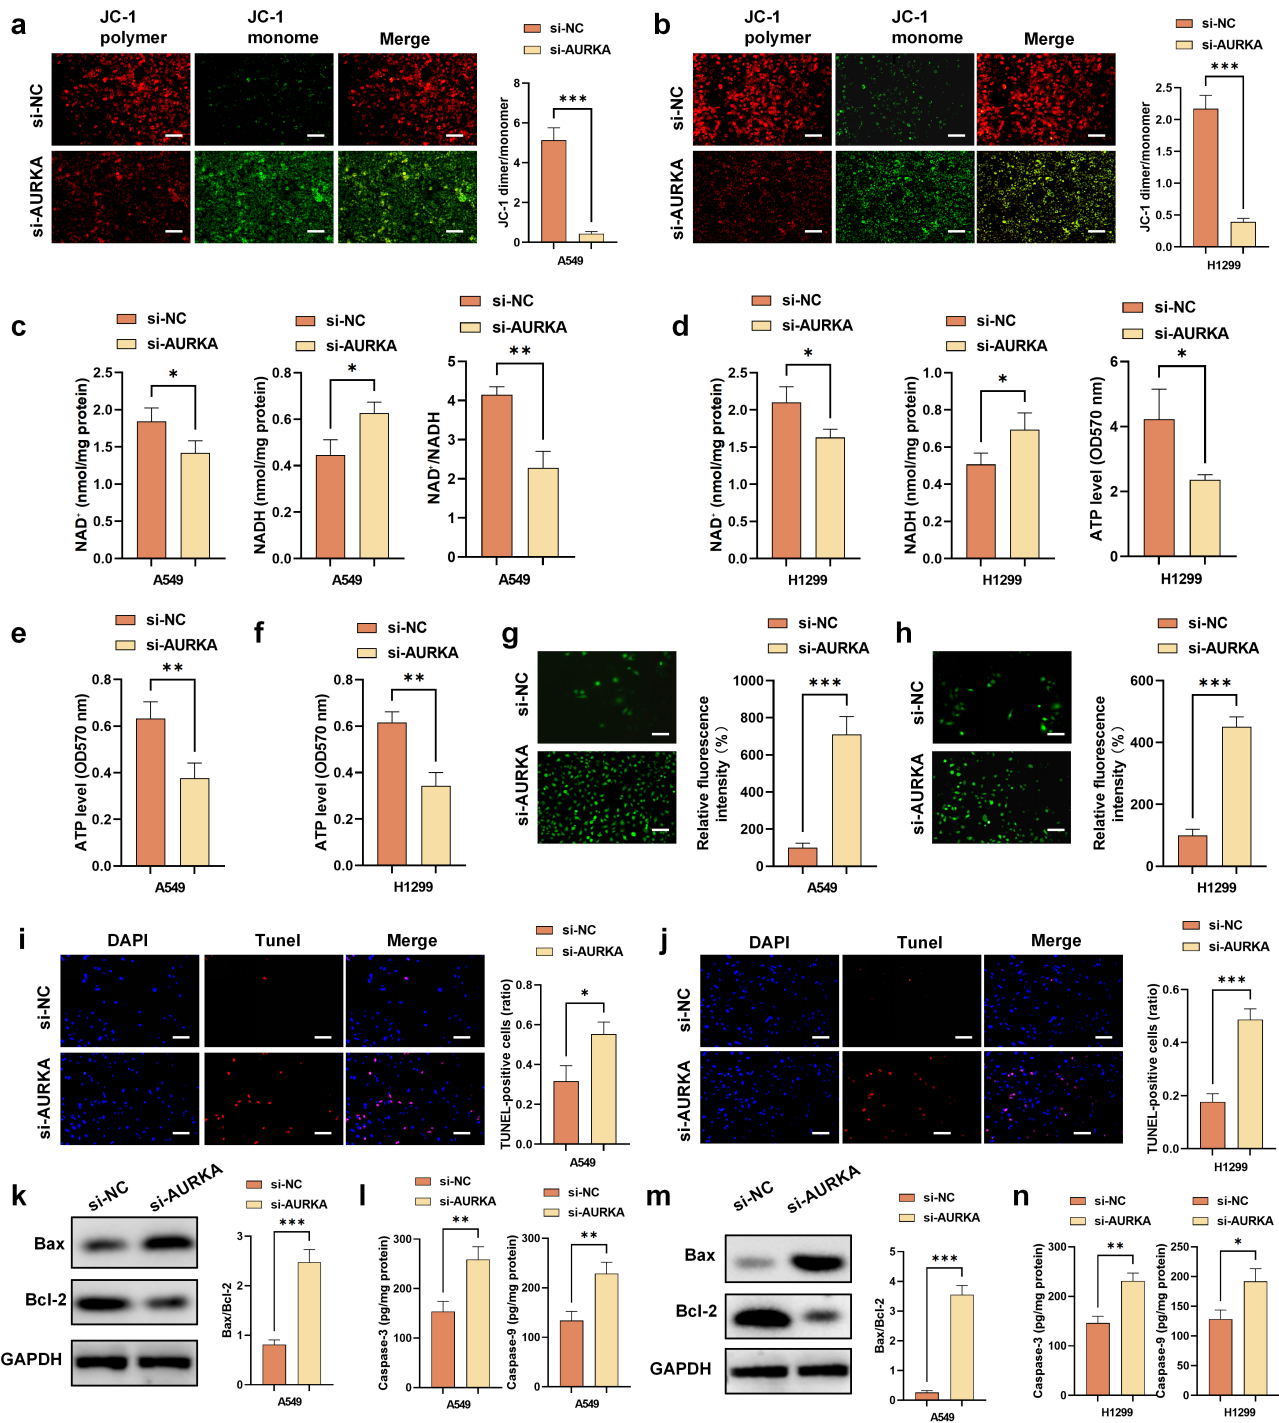 a
JC-1
polymer
JC-1
monome
Merge
si-NC
si-AURKA
si-NC
si-AURKA
JC-1 dimer/monomer
8
6
4
2
0
***
A549
b
JC-1
polymer
JC-1
monome
Merge
si-NC
si-AURKA
si-NC
si-AURKA
JC-1 dimer/monomer
2.5
2.0
1.5
1.0
0.5
0.0
***
H1299
c
si-NC
si-AURKA
NAD+ (nmol/mg protein)
2.5
2.0
1.5
1.0
0.5
0.0
*
A549
si-NC
si-AURKA
NADH (nmol/mg protein)
0.8
0.6
0.4
0.2
0.0
*
A549
si-NC
si-AURKA
NAD+/NADH
5
4
3
2
1
0
**
A549
d
si-NC
si-AURKA
NAD+ (nmol/mg protein)
2.5
2.0
1.5
1.0
0.5
0.0
*
H1299
si-NC
si-AURKA
NADH (nmol/mg protein)
1.0
0.8
0.6
0.4
0.2
0.0
*
H1299
si-NC
si-AURKA
ATP level (OD570 nm)
6
4
2
0
*
H1299
e
si-NC
si-AURKA
ATP level (OD570 nm)
0.8
0.6
0.4
0.2
0.0
**
A549
f
si-NC
si-AURKA
ATP level (OD570 nm)
0.8
0.6
0.4
0.2
0.0
**
H1299
g
si-NC
si-AURKA
si-NC
si-AURKA
Relative fluorescence
intensity (%)
1000
800
600
400
200
0
***
A549
h
si-NC
si-AURKA
si-NC
si-AURKA
Relative fluorescence
intensity (%)
600
400
200
0
***
H1299
i
DAPI
Tunel
Merge
si-NC
si-AURKA
si-NC
si-AURKA
TUNEL-positive cells (ratio)
0.8
0.6
0.4
0.2
0.0
*
A549
j
DAPI
Tunel
Merge
si-NC
si-AURKA
si-NC
si-AURKA
TUNEL-positive cells (ratio)
0.6
0.4
0.2
0.0
***
H1299
k
si-NC
si-AURKA
Bax
Bcl-2
GAPDH
si-NC
si-AURKA
Bax/Bcl-2
3
2
1
0
***
A549
l
si-NC
si-AURKA
Caspase-3 (pg/mg protein)
300
200
100
0
**
A549
si-NC
si-AURKA
Caspase-9 (pg/mg protein)
300
200
100
0
**
A549
m
si-NC
si-AURKA
Bax
Bcl-2
GAPDH
si-NC
si-AURKA
Bax/Bcl-2
5
4
3
2
1
0
***
A549
n
si-NC
si-AURKA
Caspase-3 (pg/mg protein)
300
200
100
0
**
H1299
si-NC
si-AURKA
Caspase-9 (pg/mg protein)
250
200
150
100
50
0
*
H1299